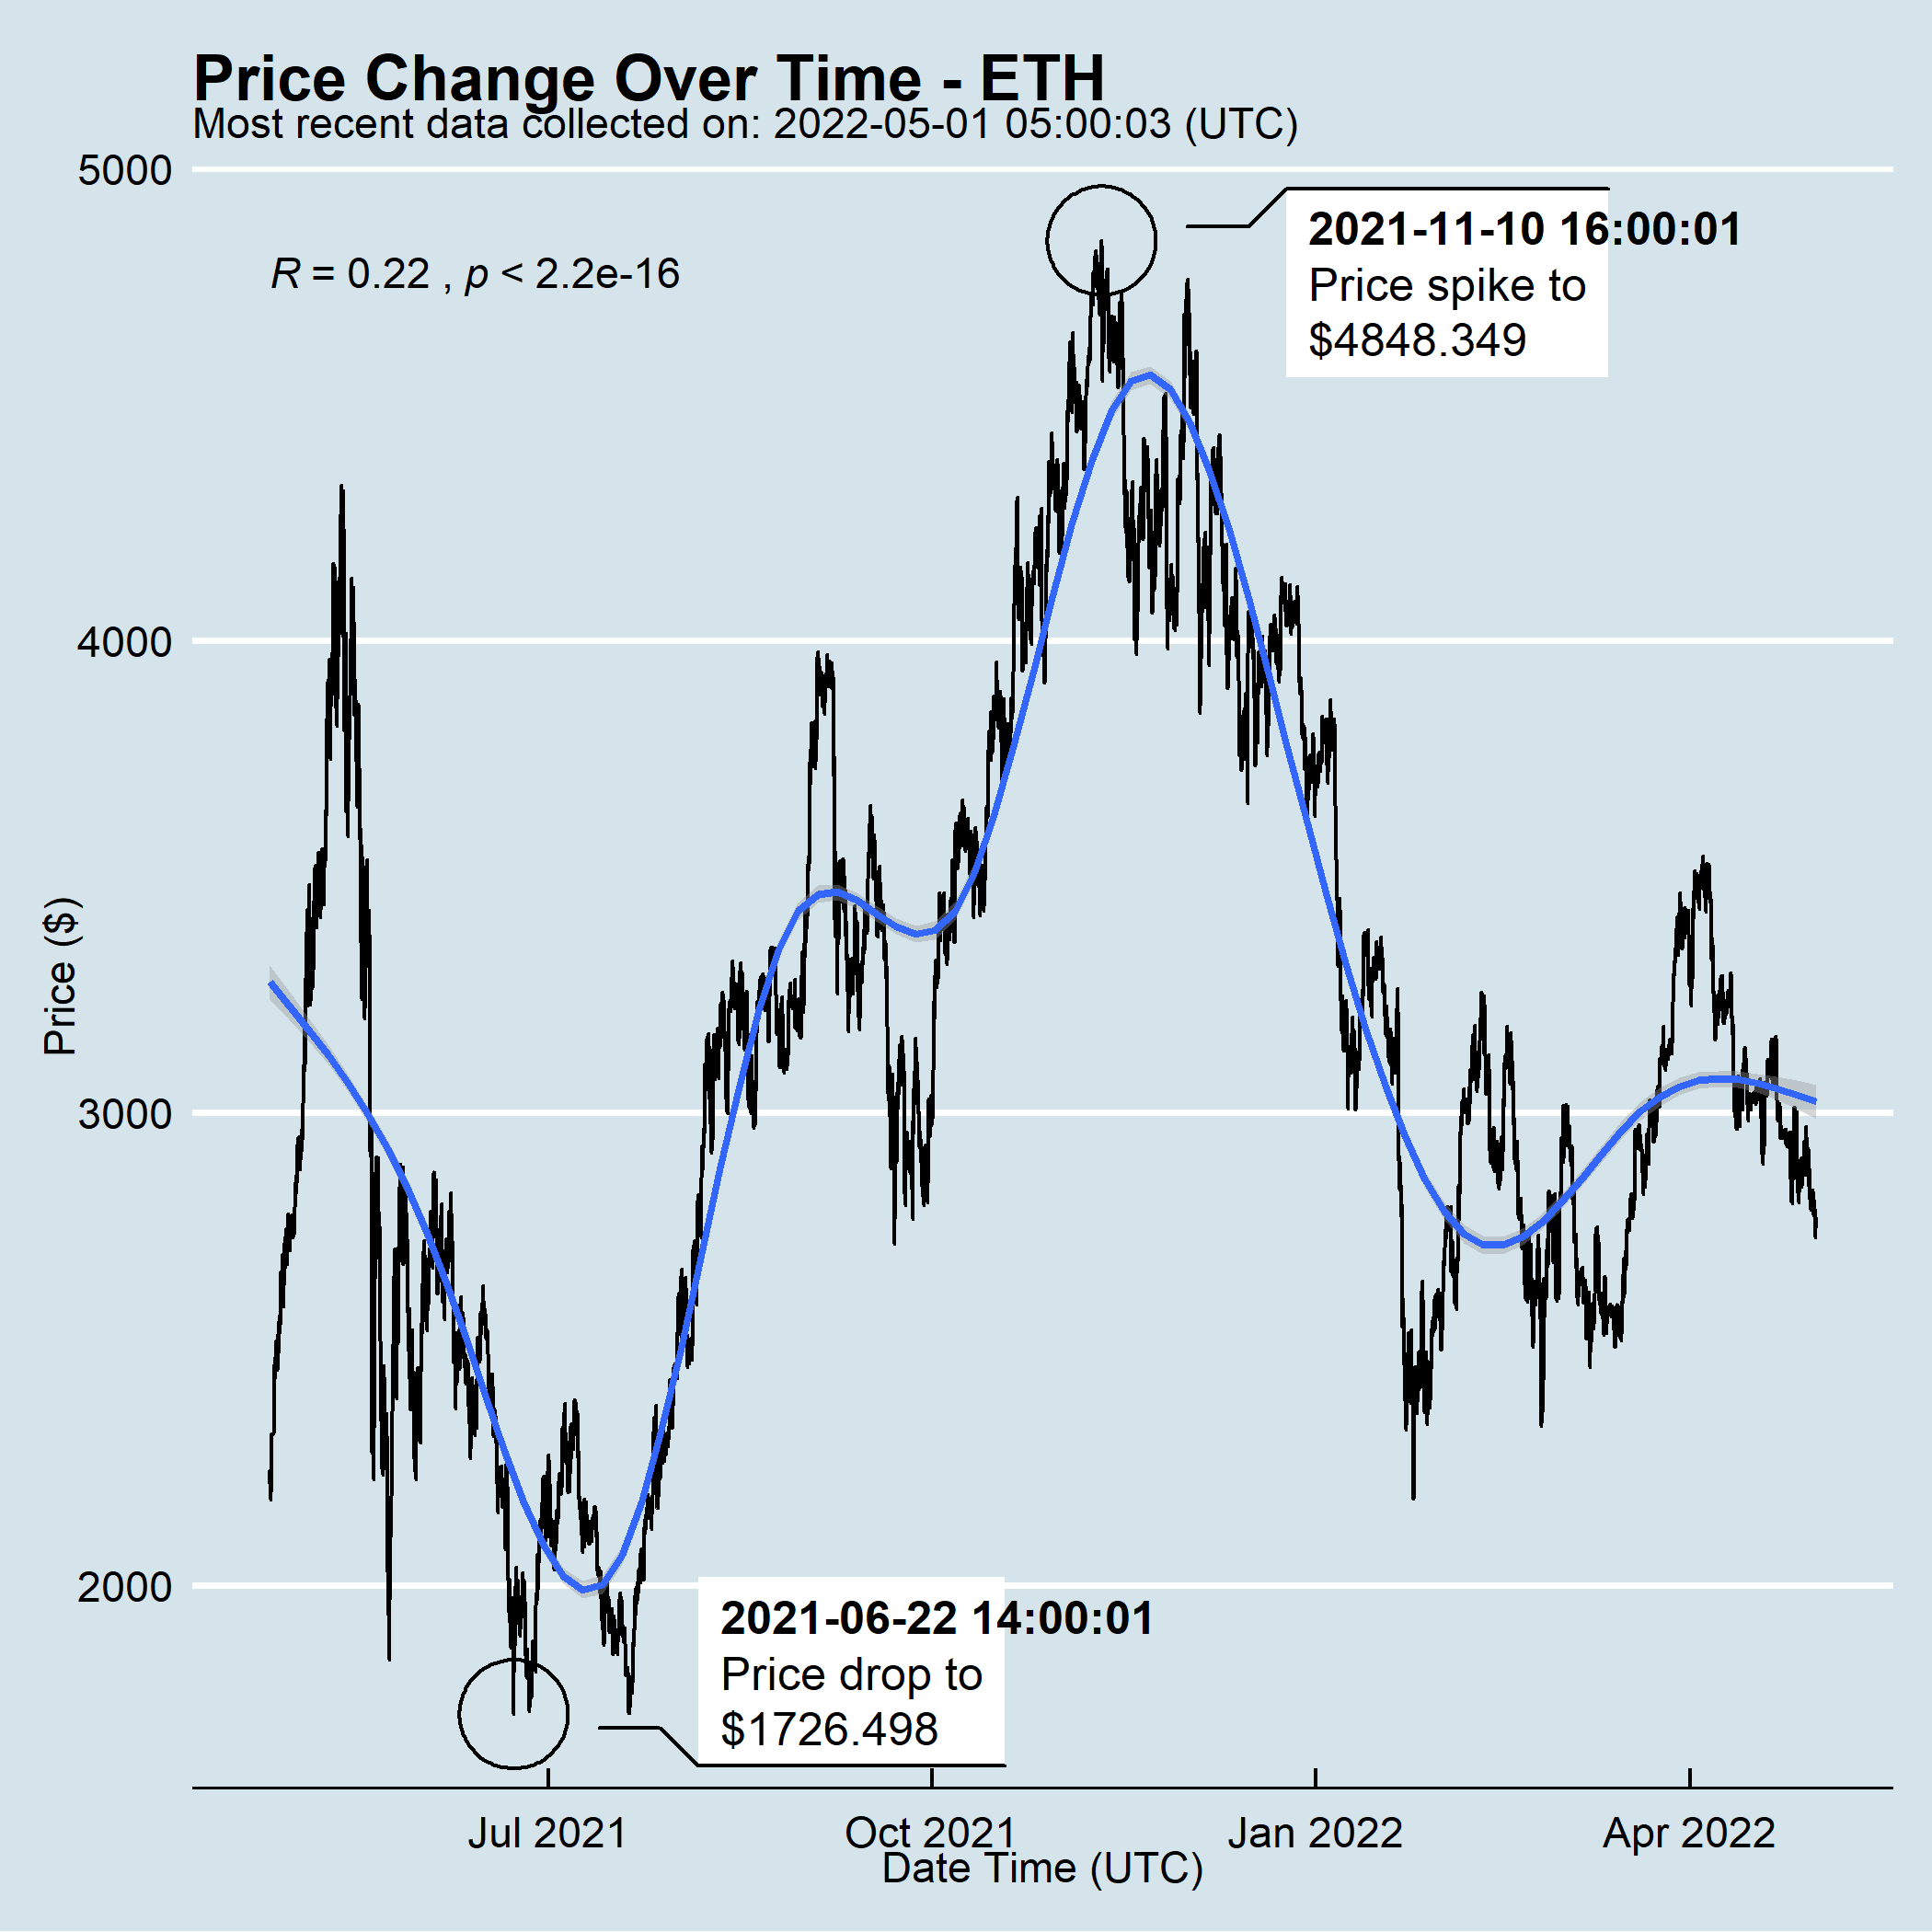 Price Change Over Time - ETH
Most recent data collected on: 2022-05-01 05:00:03 (UTC)
5000
2021-11-10 16:00:01
Price spike to
$4848.349
R = 0.22 , p < 2.2e-16
4000
Price ($)
3000
2000
2021-06-22 14:00:01
Price drop to
$1726.498
Jul 2021
Oct 2021
Jan 2022
Apr 2022
Date Time (UTC)